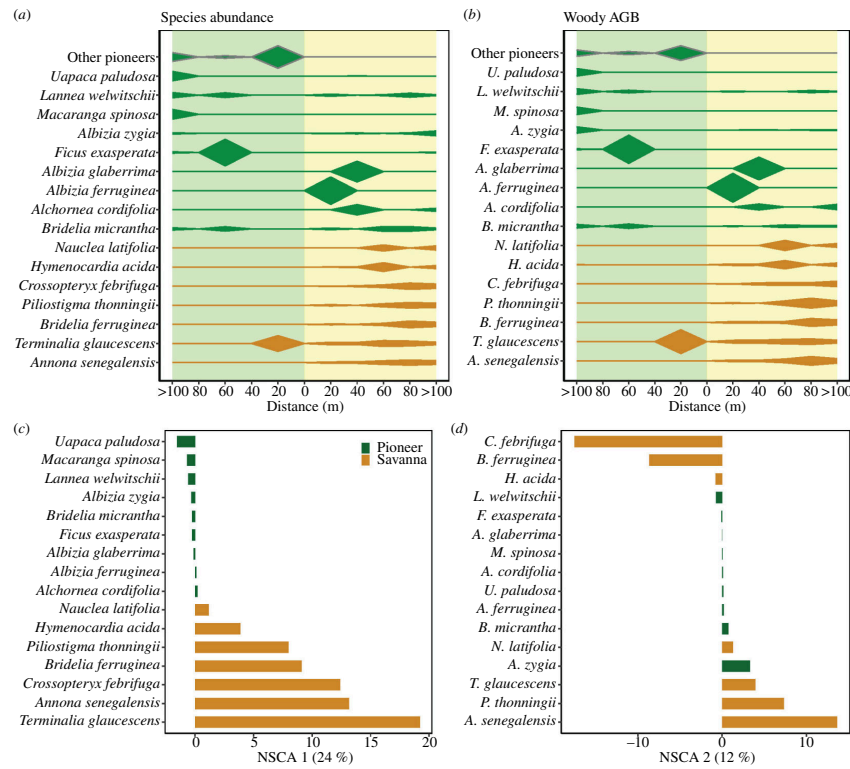 (a) Species abundance
Other pioneers
Uapaca paludosa
Lannea welwitschii
Macaranga spinosa
Albizia zygia
Ficus exasperata
Albizia glaberrima
Albizia ferruginea
Alchornea cordifolia
Bridelia micrantha
Nauclea latifolia
Hymenocardia acida
Crossopteryx febrifuga
Piliostigma thonningii
Bridelia ferruginea
Terminalia glaucescens
Annona senegalensis
>100 80 60 40 20 0 20 40 60 80 >100
Distance (m)
(b) Woody AGB
Other pioneers
U. paludosa
L. welwitschii
M. spinosa
A. zygia
F. exasperata
A. glaberrima
A. ferruginea
A. cordifolia
B. micrantha
N. latifolia
H. acida
C. febrifuga
P. thonningii
B. ferruginea
T. glaucescens
A. senegalensis
>100 80 60 40 20 0 20 40 60 80 >100
Distance (m)
(c)
Uapaca paludosa
Macaranga spinosa
Lannea welwitschii
Albizia zygia
Bridelia micrantha
Ficus exasperata
Albizia glaberrima
Albizia ferruginea
Alchornea cordifolia
Nauclea latifolia
Hymenocardia acida
Piliostigma thonningii
Bridelia ferruginea
Crossopteryx febrifuga
Annona senegalensis
Terminalia glaucescens
Pioneer
Savanna
0 5 10 15 20
NSCA 1 (24 %)
(d)
C. febrifuga
B. ferruginea
H. acida
L. welwitschii
F. exasperata
A. glaberrima
M. spinosa
A. cordifolia
U. paludosa
A. ferruginea
B. micrantha
N. latifolia
A. zygia
T. glaucescens
P. thonningii
A. senegalensis
−10 0 10
NSCA 2 (12 %)